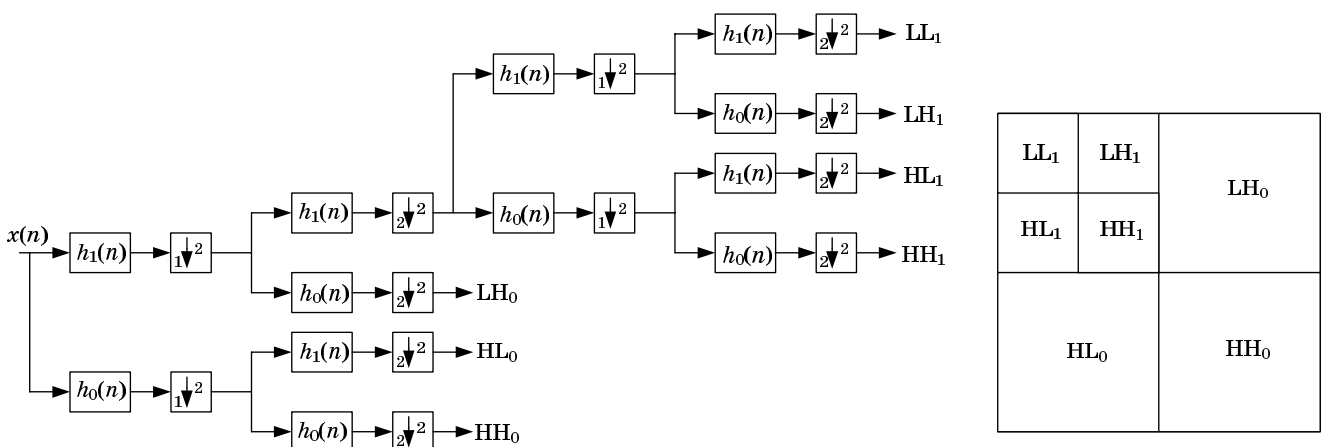 h₁(n) ₂↓² LL₁
h₁(n) ₁↓²
h₀(n) ₂↓² LH₁
LL₁ LH₁
h₁(n) ₂↓² HL₁
LH₀
h₁(n) ₂↓² h₀(n) ₁↓²
HL₁ HH₁
x(n)
h₁(n) ₁↓² h₀(n) ₂↓² HH₁
h₀(n) ₂↓² LH₀
h₁(n) ₂↓² HL₀
HL₀ HH₀
h₀(n) ₁↓²
h₀(n) ₂↓² HH₀